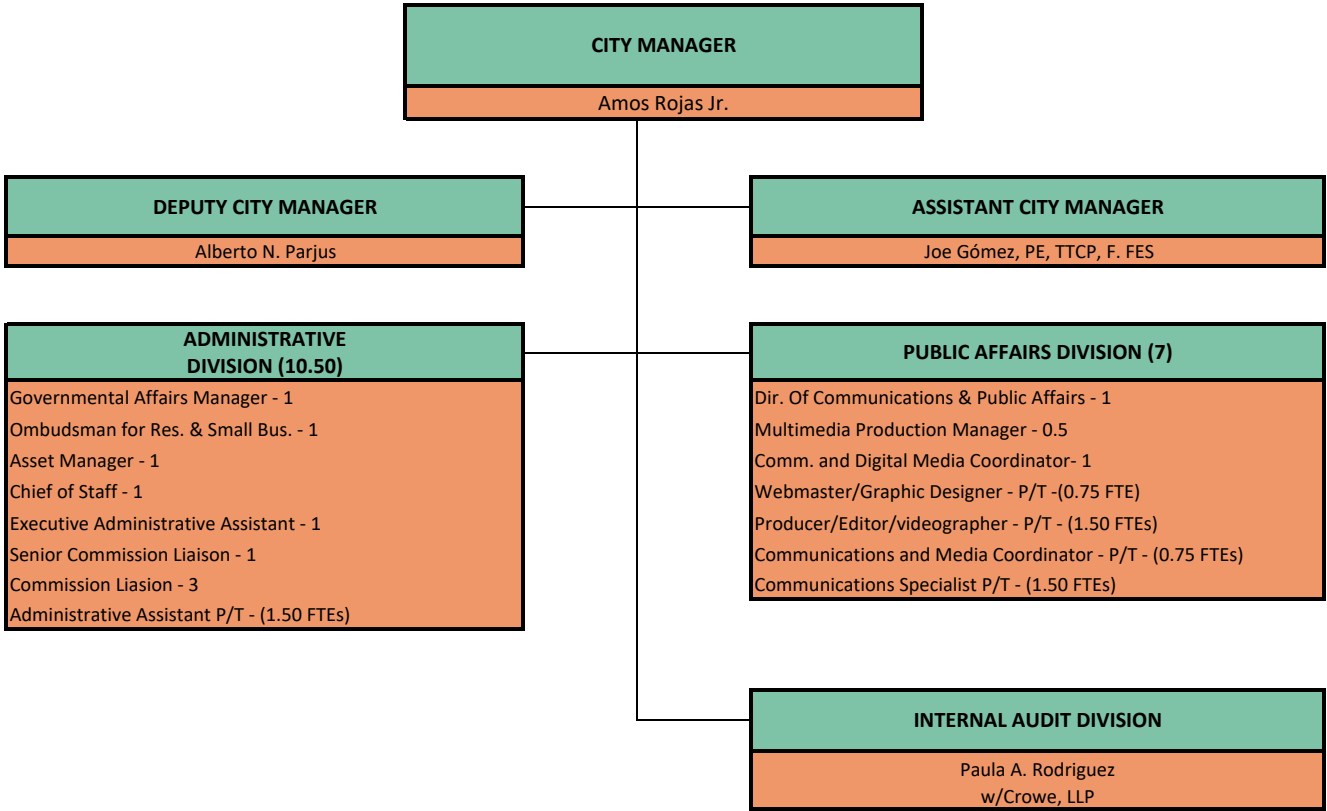 CITY MANAGER
Amos Rojas Jr.
DEPUTY CITY MANAGER
Alberto N. Parjus
ASSISTANT CITY MANAGER
Joe Gómez, PE, TTCP, F. FES
ADMINISTRATIVE
DIVISION (10.50)
Governmental Affairs Manager - 1
Ombudsman for Res. & Small Bus. - 1
Asset Manager - 1
Chief of Staff - 1
Executive Administrative Assistant - 1
Senior Commission Liaison - 1
Commission Liasion - 3
Administrative Assistant P/T - (1.50 FTEs)
PUBLIC AFFAIRS DIVISION (7)
Dir. Of Communications & Public Affairs - 1
Multimedia Production Manager - 0.5
Comm. and Digital Media Coordinator- 1
Webmaster/Graphic Designer - P/T -(0.75 FTE)
Producer/Editor/videographer - P/T - (1.50 FTEs)
Communications and Media Coordinator - P/T - (0.75 FTEs)
Communications Specialist P/T - (1.50 FTEs)
INTERNAL AUDIT DIVISION
Paula A. Rodriguez
w/Crowe, LLP